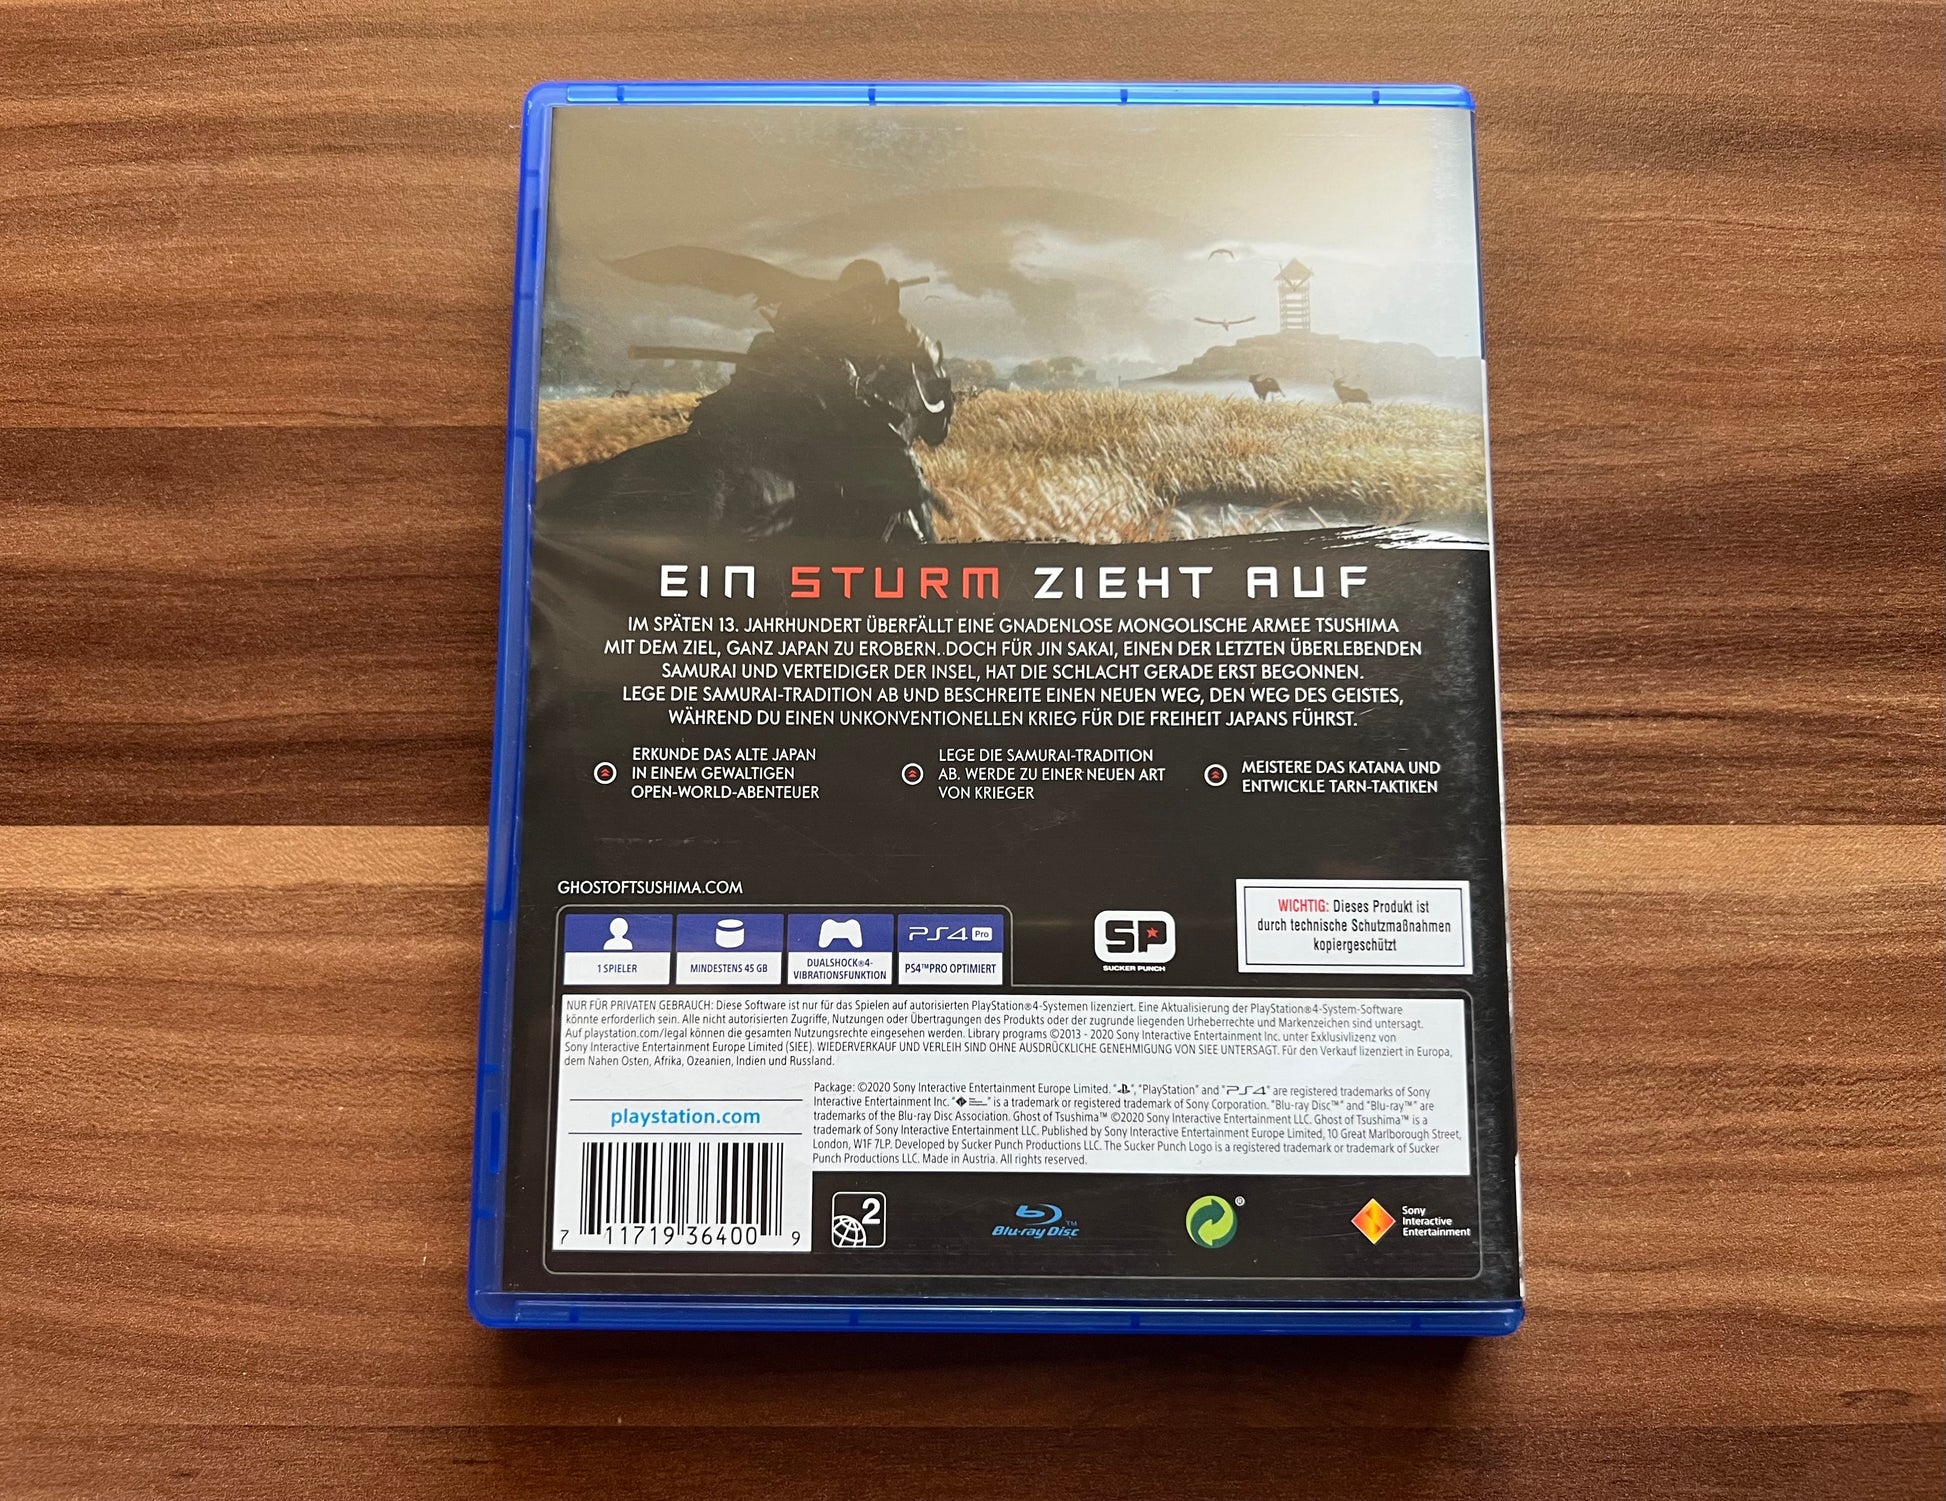 EIN STURM ZIEHT AUF
IM SPÄTEN 13. JAHRHUNDERT ÜBERFÄLLT EINE GNADENLOSE MONGOLISCHE ARMEE TSUSHIMA
MIT DEM ZIEL, GANZ JAPAN ZU EROBERN. DOCH FÜR JIN SAKAI, EINEN DER LETZTEN ÜBERLEBENDEN
SAMURAI UND VERTEIDIGER DER INSEL, HAT DIE SCHLACHT GERADE ERST BEGONNEN.
LEGE DIE SAMURAI-TRADITION AB UND BESCHREITE EINEN NEUEN WEG, DEN WEG DES GEISTES,
WÄHREND DU EINEN UNKONVENTIONELLEN KRIEG FÜR DIE FREIHEIT JAPANS FÜHRST.
ERKUNDE DAS ALTE JAPAN
IN EINEM GEWALTIGEN
OPEN-WORLD-ABENTEUER
LEGE DIE SAMURAI-TRADITION
AB. WERDE ZU EINER NEUEN ART
VON KRIEGER
MEISTERE DAS KATANA UND
ENTWICKLE TARN-TAKTIKEN
GHOSTOFTSUSHIMA.COM
1 SPIELER
MINDESTENS 45 GB
DUALSHOCK®4-
VIBRATIONSFUNKTION
PS4 Pro
PS4™PRO OPTIMIERT
SP
SUCKER PUNCH
WICHTIG: Dieses Produkt ist
durch technische Schutzmaßnahmen
kopiergeschützt
NUR FÜR PRIVATEN GEBRAUCH: Diese Software ist nur für das Spielen auf autorisierten PlayStation®4-Systemen lizenziert. Eine Aktualisierung der PlayStation®4-System-Software
könnte erforderlich sein. Alle nicht autorisierten Zugriffe, Nutzungen oder Übertragungen des Produkts oder der zugrunde liegenden Urheberrechte und Markenzeichen sind untersagt.
Auf playstation.com/legal können die gesamten Nutzungsrechte eingesehen werden. Library programs ©2013 - 2020 Sony Interactive Entertainment Inc. unter Exklusivlizenz von
Sony Interactive Entertainment Europe Limited (SIEE). WIEDERVERKAUF UND VERLEIH SIND OHNE AUSDRÜCKLICHE GENEHMIGUNG VON SIEE UNTERSAGT. Für den Verkauf lizenziert in Europa,
dem Nahen Osten, Afrika, Ozeanien, Indien und Russland.
Package: ©2020 Sony Interactive Entertainment Europe Limited. "", "PlayStation" and "PS4" are registered trademarks of Sony
Interactive Entertainment Inc. "" is a trademark or registered trademark of Sony Corporation. "Blu-ray Disc™" and "Blu-ray™" are
trademarks of the Blu-ray Disc Association. Ghost of Tsushima™ ©2020 Sony Interactive Entertainment LLC. Ghost of Tsushima™ is a
trademark of Sony Interactive Entertainment LLC. Published by Sony Interactive Entertainment Europe Limited, 10 Great Marlborough Street,
London, W1F 7LP. Developed by Sucker Punch Productions LLC. The Sucker Punch Logo is a registered trademark or trademark of Sucker
Punch Productions LLC. Made in Austria. All rights reserved.
playstation.com
7 11719 36400 9
2
Blu-ray Disc™
®
Sony
Interactive
Entertainment